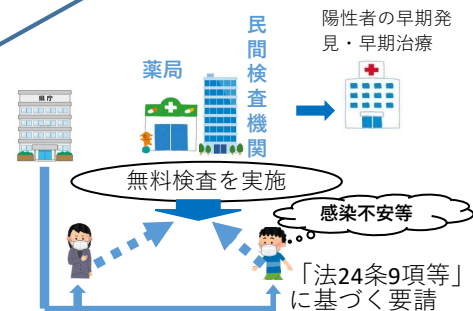 陽性者の早期発
見・早期治療
民間検査機関
薬局
県庁
無料検査を実施
感染不安等
「法24条9項等」
に基づく要請